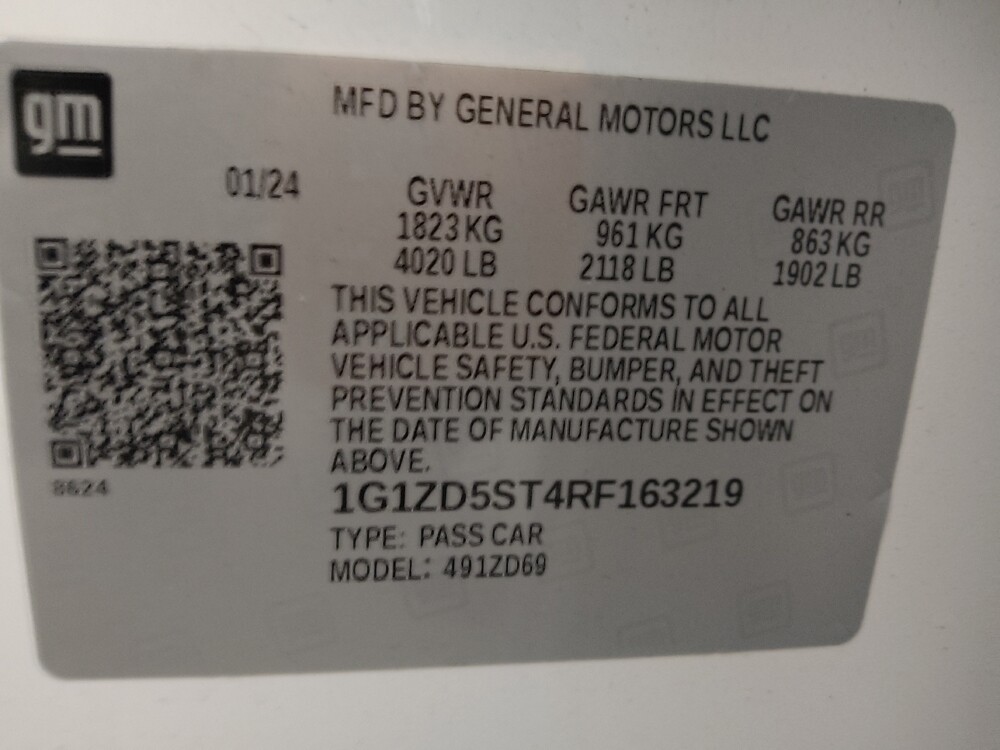 gm
MFD BY GENERAL MOTORS LLC
01/24
GVWR
1823 KG
4020 LB
GAWR FRT
961 KG
2118 LB
GAWR RR
863 KG
1902 LB
THIS VEHICLE CONFORMS TO ALL
APPLICABLE U.S. FEDERAL MOTOR
VEHICLE SAFETY, BUMPER, AND THEFT
PREVENTION STANDARDS IN EFFECT ON
THE DATE OF MANUFACTURE SHOWN
ABOVE.
8624
1G1ZD5ST4RF163219
TYPE: PASS CAR
MODEL: 491ZD69